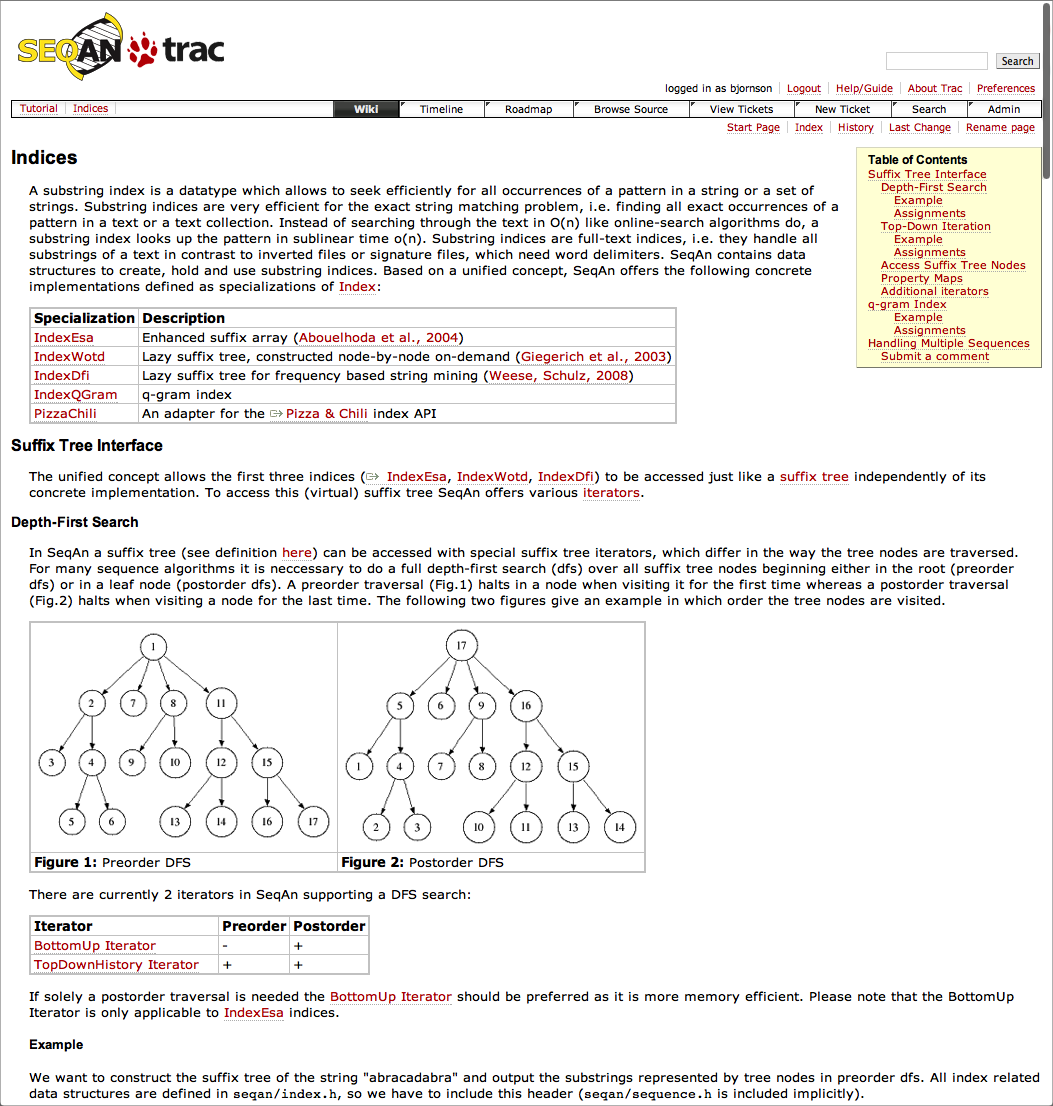 SEQAN trac
Search
logged in as bjornson Logout Help/Guide About Trac Preferences
Tutorial Indices Wiki Timeline Roadmap Browse Source View Tickets New Ticket Search Admin
Start Page Index History Last Change Rename page
Indices
A substring index is a datatype which allows to seek efficiently for all occurrences of a pattern in a string or a set of
strings. Substring indices are very efficient for the exact string matching problem, i.e. finding all exact occurrences of a
pattern in a text or a text collection. Instead of searching through the text in O(n) like online-search algorithms do, a
substring index looks up the pattern in sublinear time o(n). Substring indices are full-text indices, i.e. they handle all
substrings of a text in contrast to inverted files or signature files, which need word delimiters. SeqAn contains data
structures to create, hold and use substring indices. Based on a unified concept, SeqAn offers the following concrete
implementations defined as specializations of Index:
Table of Contents
Suffix Tree Interface
Depth-First Search
Example
Assignments
Top-Down Iteration
Example
Assignments
Access Suffix Tree Nodes
Property Maps
Additional iterators
q-gram Index
Example
Assignments
Handling Multiple Sequences
Submit a comment
Specialization Description
IndexEsa Enhanced suffix array (Abouelhoda et al., 2004)
IndexWotd Lazy suffix tree, constructed node-by-node on-demand (Giegerich et al., 2003)
IndexDfi Lazy suffix tree for frequency based string mining (Weese, Schulz, 2008)
IndexQGram q-gram index
PizzaChili An adapter for the Pizza & Chili index API
Suffix Tree Interface
The unified concept allows the first three indices ( IndexEsa, IndexWotd, IndexDfi) to be accessed just like a suffix tree independently of its
concrete implementation. To access this (virtual) suffix tree SeqAn offers various iterators.
Depth-First Search
In SeqAn a suffix tree (see definition here) can be accessed with special suffix tree iterators, which differ in the way the tree nodes are traversed.
For many sequence algorithms it is neccessary to do a full depth-first search (dfs) over all suffix tree nodes beginning either in the root (preorder
dfs) or in a leaf node (postorder dfs). A preorder traversal (Fig.1) halts in a node when visiting it for the first time whereas a postorder traversal
(Fig.2) halts when visiting a node for the last time. The following two figures give an example in which order the tree nodes are visited.
1
2 7 8 11
3 4 9 10 12 15
5 6 13 14 16 17
Figure 1: Preorder DFS
17
5 6 9 16
1 4 7 8 12 15
2 3 10 11 13 14
Figure 2: Postorder DFS
There are currently 2 iterators in SeqAn supporting a DFS search:
Iterator Preorder Postorder
BottomUp Iterator - +
TopDownHistory Iterator + +
If solely a postorder traversal is needed the BottomUp Iterator should be preferred as it is more memory efficient. Please note that the BottomUp
Iterator is only applicable to IndexEsa indices.
Example
We want to construct the suffix tree of the string "abracadabra" and output the substrings represented by tree nodes in preorder dfs. All index related
data structures are defined in seqan/index.h, so we have to include this header (seqan/sequence.h is included implicitly).